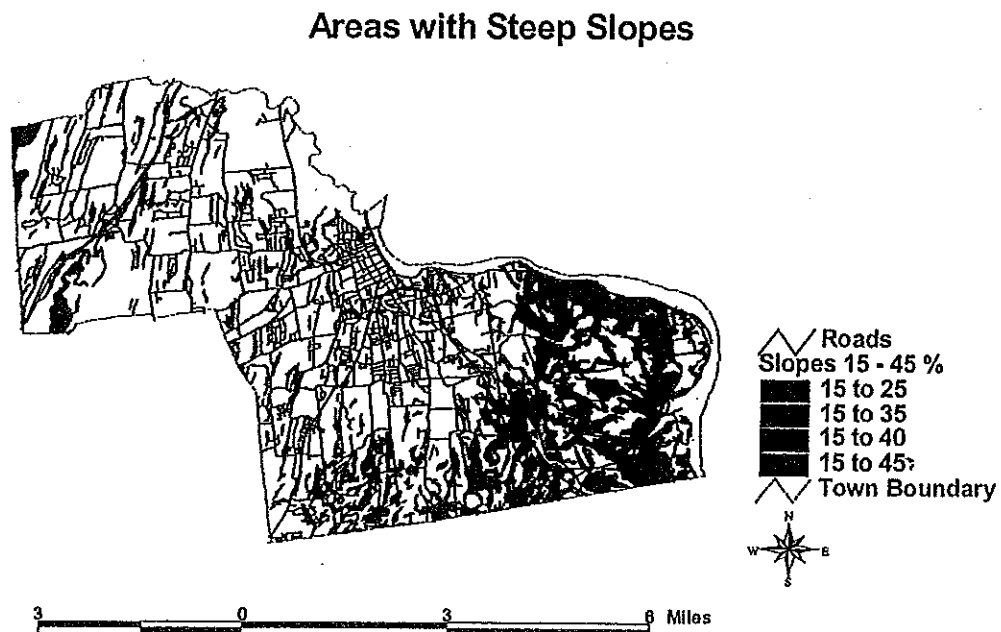 Areas with Steep Slopes
Roads
Slopes 15 - 45 %
15 to 25
15 to 35
15 to 40
15 to 45
Town Boundary
N
W E
S
3 0 3 6 Miles